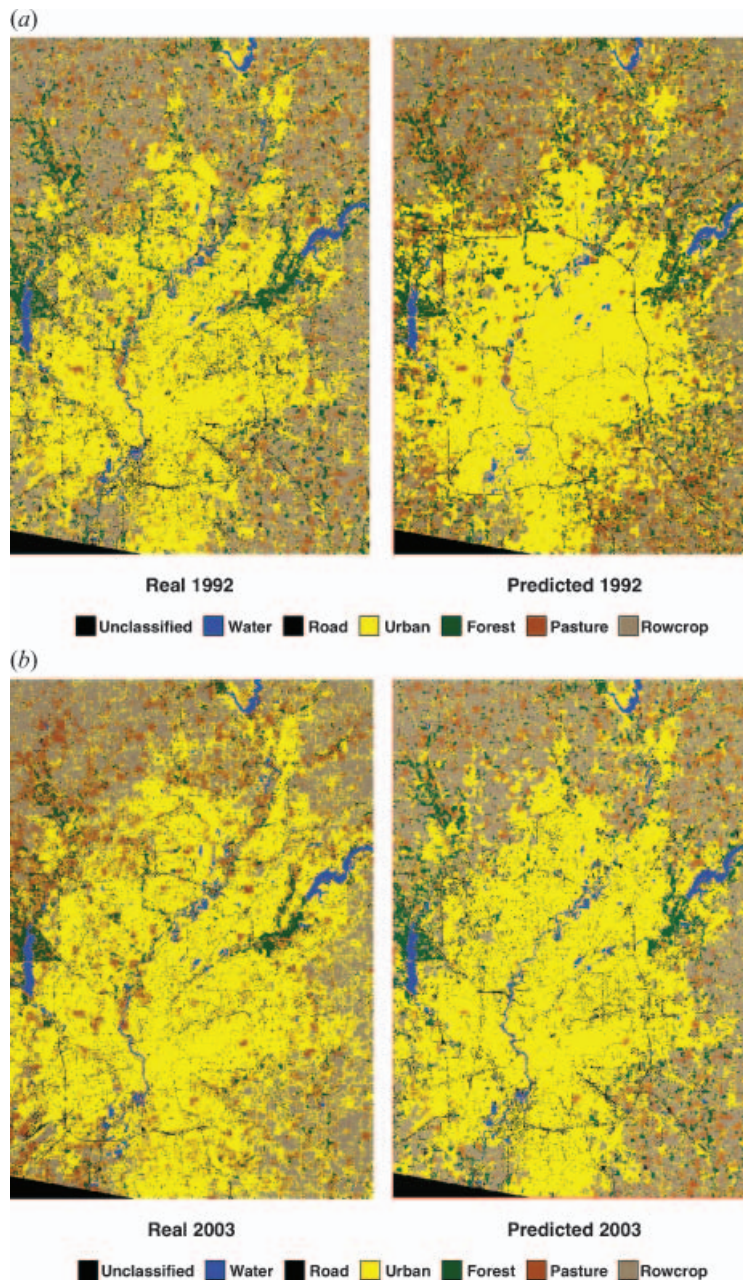 (a)
Real 1992 Predicted 1992
Unclassified Water Road Urban Forest Pasture Rowcrop
(b)
Real 2003 Predicted 2003
Unclassified Water Road Urban Forest Pasture Rowcrop